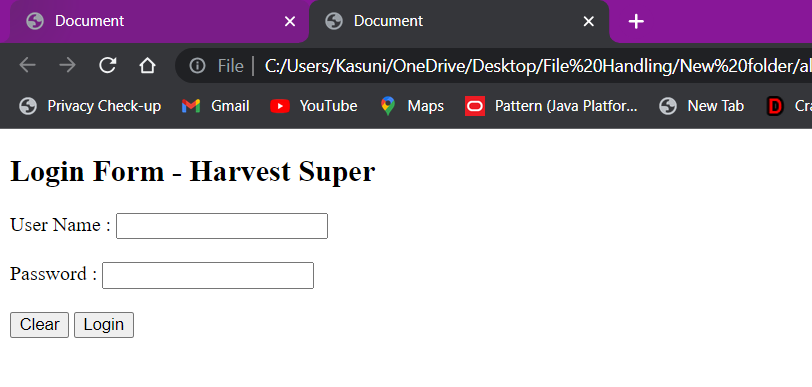 Document Document
File C:/Users/Kasuni/OneDrive/Desktop/File%20Handling/New%20folder/al
Privacy Check-up Gmail YouTube Maps Pattern (Java Platfor... New Tab D Cra
Login Form - Harvest Super
User Name :
Password :
Clear Login